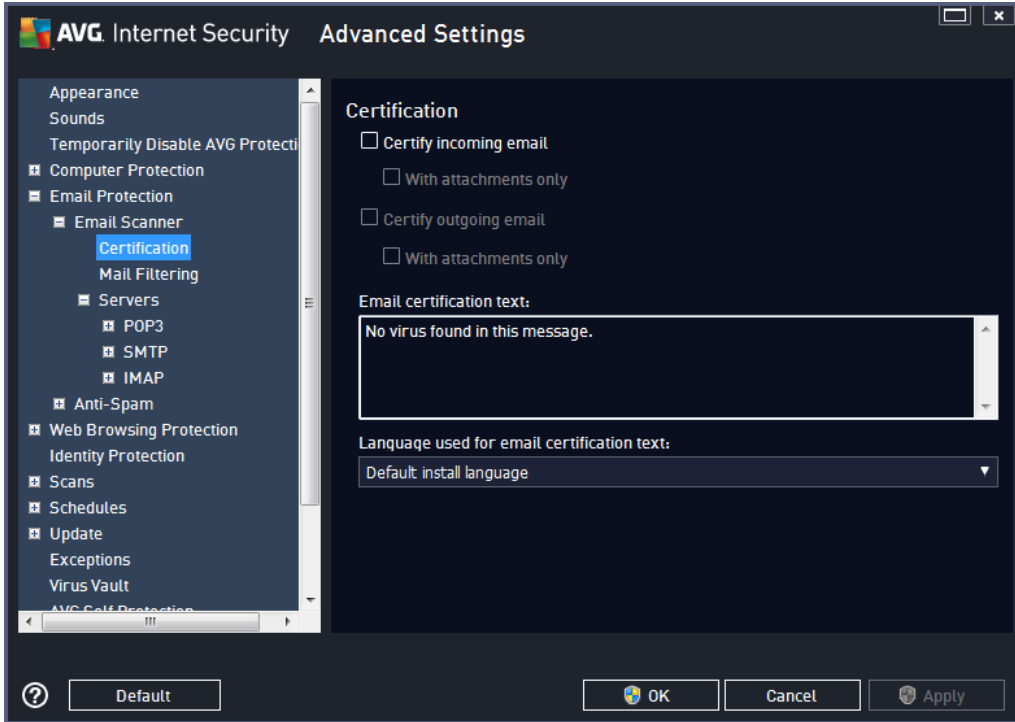 AVG. Internet Security Advanced Settings
Appearance
Sounds
Temporarily Disable AVG Protecti
Computer Protection
Email Protection
Email Scanner
Certification
Mail Filtering
Servers
POP3
SMTP
IMAP
Anti-Spam
Web Browsing Protection
Identity Protection
Scans
Schedules
Update
Exceptions
Virus Vault
AVG Self Protection
Certification
Certify incoming email
With attachments only
Certify outgoing email
With attachments only
Email certification text:
No virus found in this message.
Language used for email certification text:
Default install language
Default
OK
Cancel
Apply